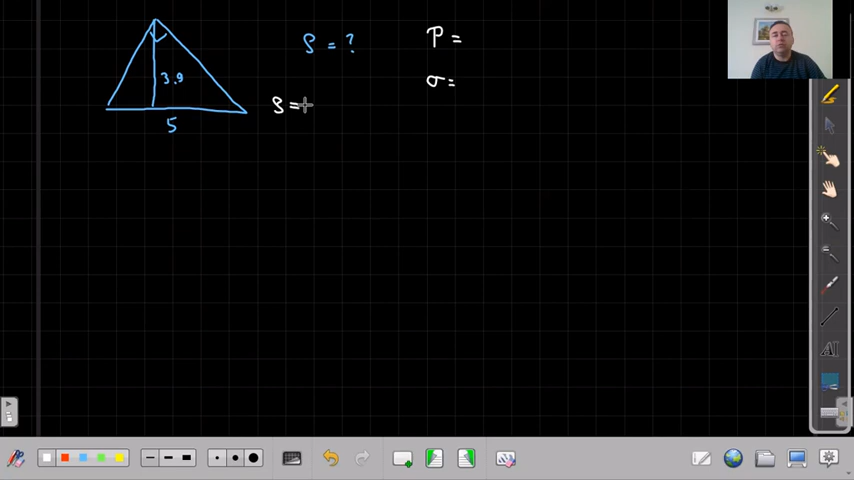 S = ?
P =
σ =
3.9
S =
5